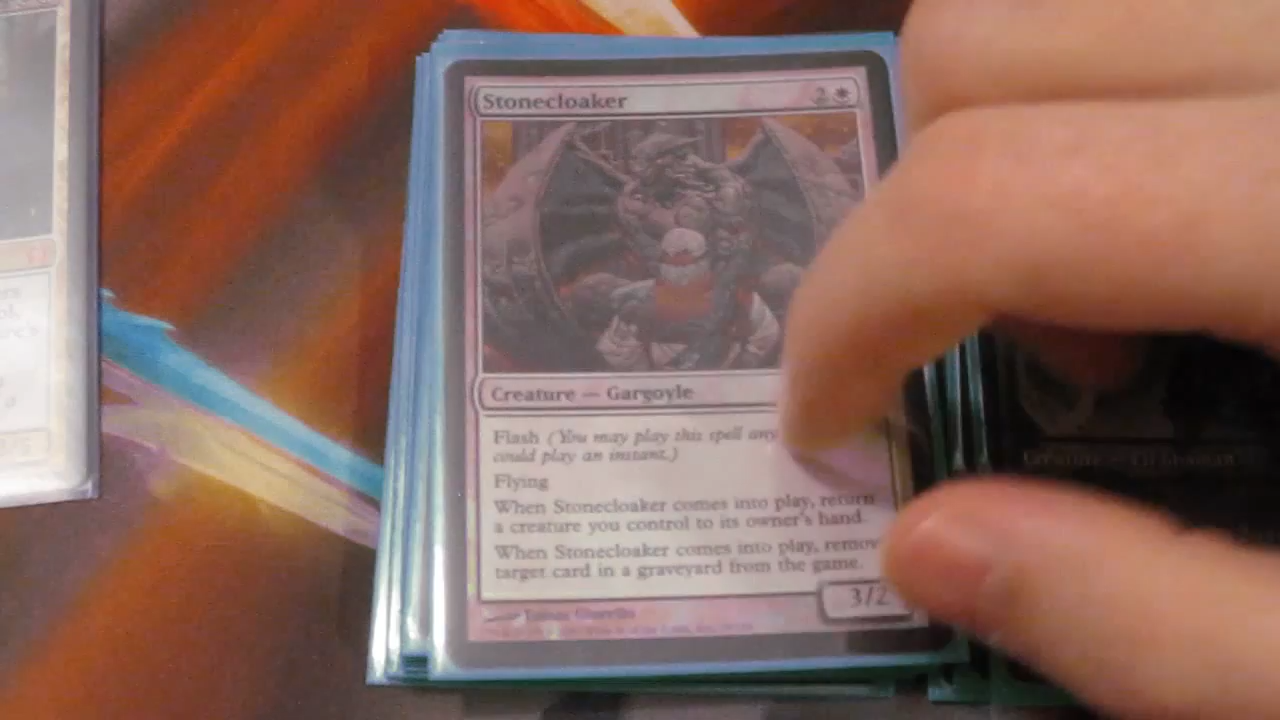 Stonecloaker 2
Creature — Gargoyle
Flash (You may play this spell any
could play an instant.)
Flying
When Stonecloaker comes into play, return
a creature you control to its owner's hand.
When Stonecloaker comes into play, remov
target card in a graveyard from the game.
3/2
Creature —